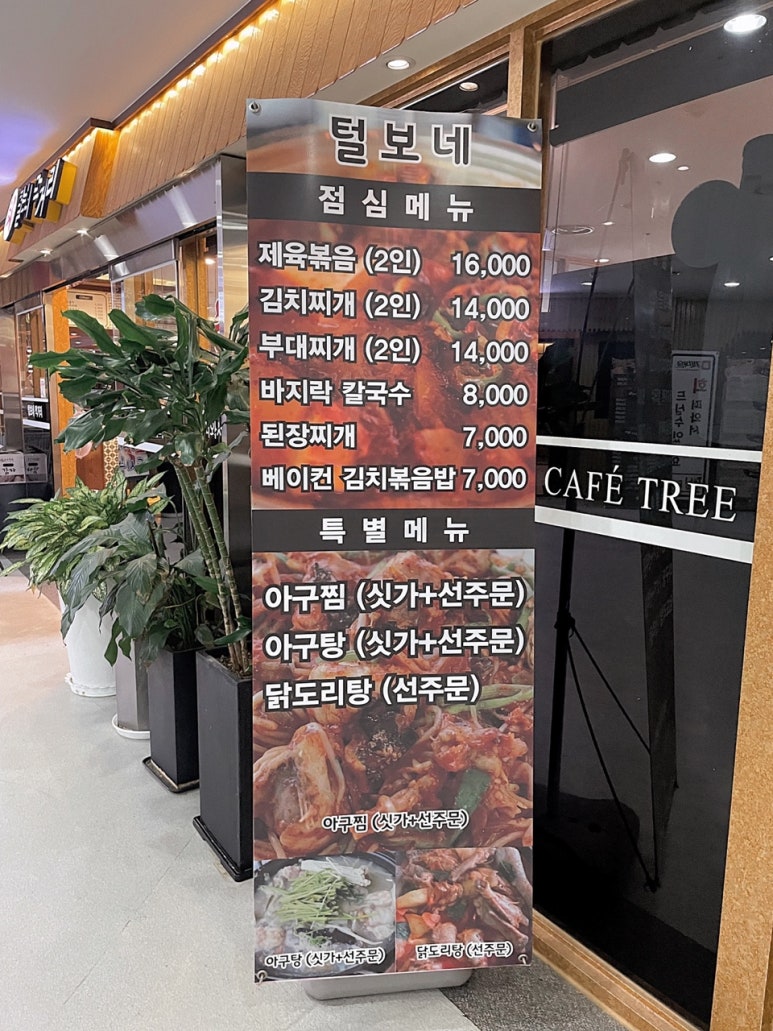 털보네
점심메뉴
제육볶음 (2인) 16,000
김치찌개 (2인) 14,000
부대찌개 (2인) 14,000
바지락 칼국수 8,000
된장찌개 7,000
베이컨 김치볶음밥 7,000
특별메뉴
아구찜 (싯가+선주문)
아구탕 (싯가+선주문)
닭도리탕 (선주문)
아구찜 (싯가+선주문)
아구탕 (싯가+선주문)
닭도리탕 (선주문)
CAFÉ TREE